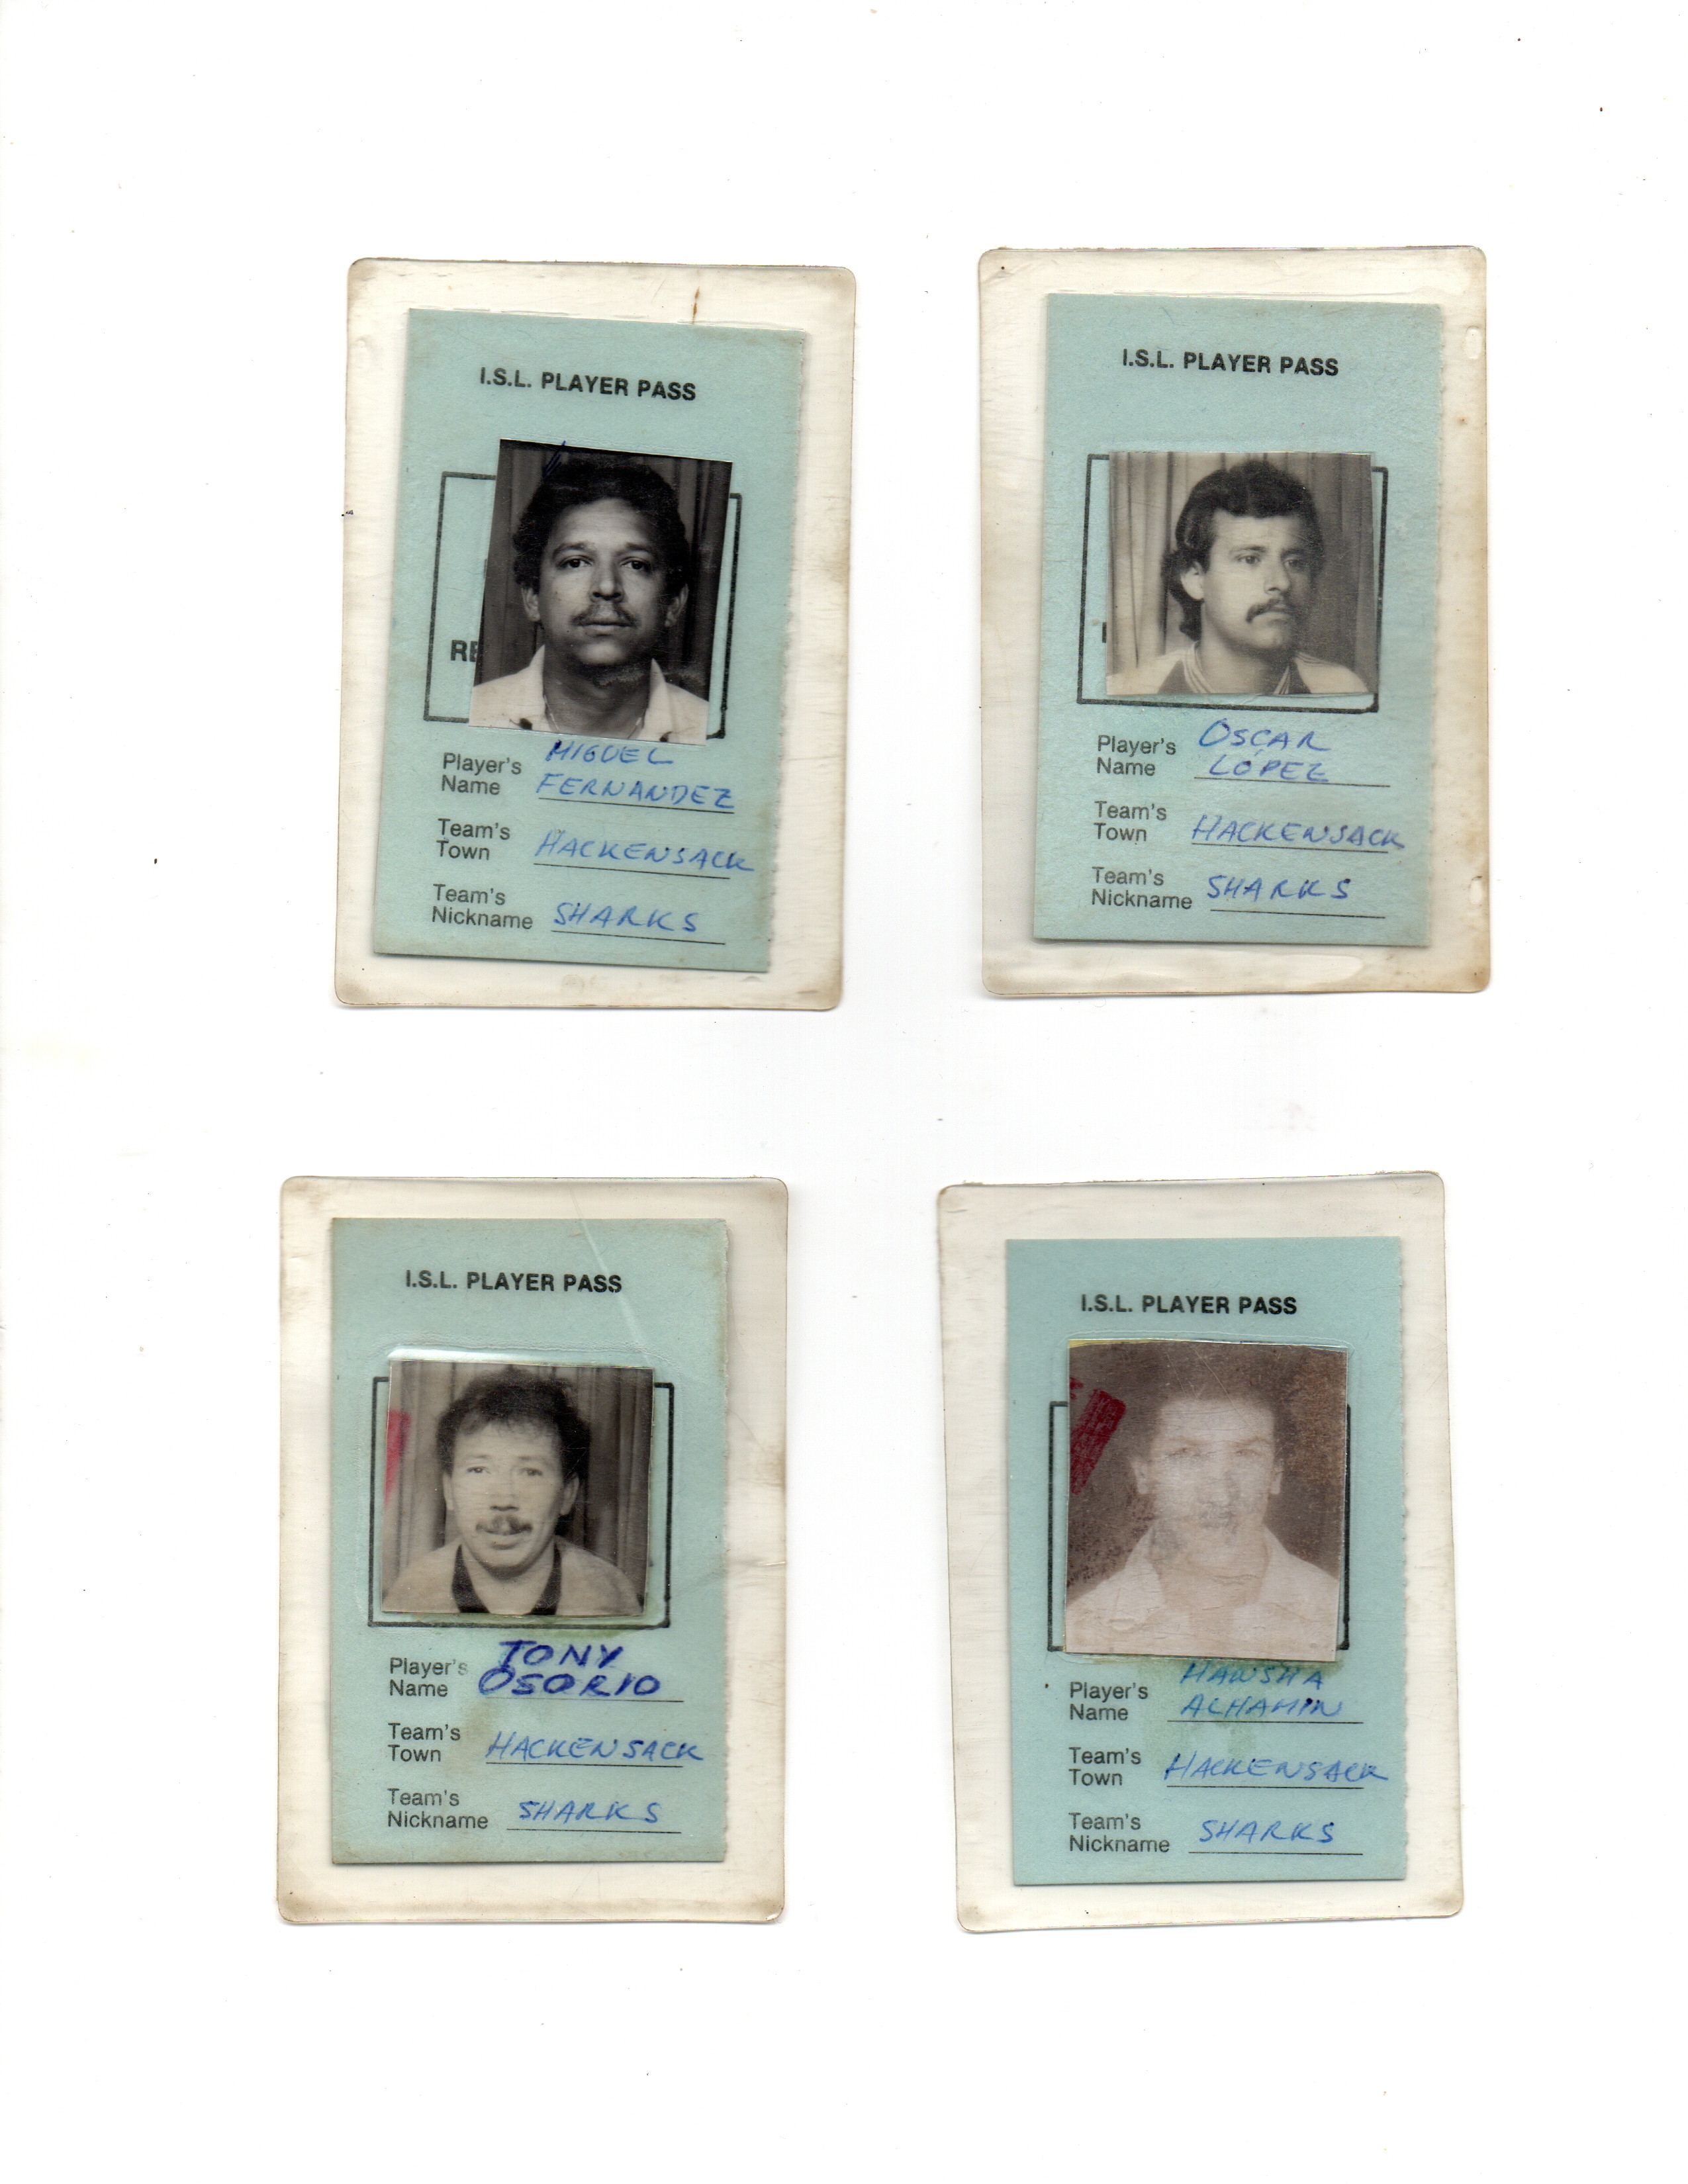 I.S.L. PLAYER PASS
RE
Player's Name MIGUEL FERNANDEZ
Team's Town HACKENSACK
Team's Nickname SHARKS
I.S.L. PLAYER PASS
Player's Name OSCAR LOPEZ
Team's Town HACKENSACK
Team's Nickname SHARKS
I.S.L. PLAYER PASS
Player's Name TONY OSORIO
Team's Town HACKENSACK
Team's Nickname SHARKS
I.S.L. PLAYER PASS
Player's Name HAWSHA ALHAMIN
Team's Town HACKENSACK
Team's Nickname SHARKS